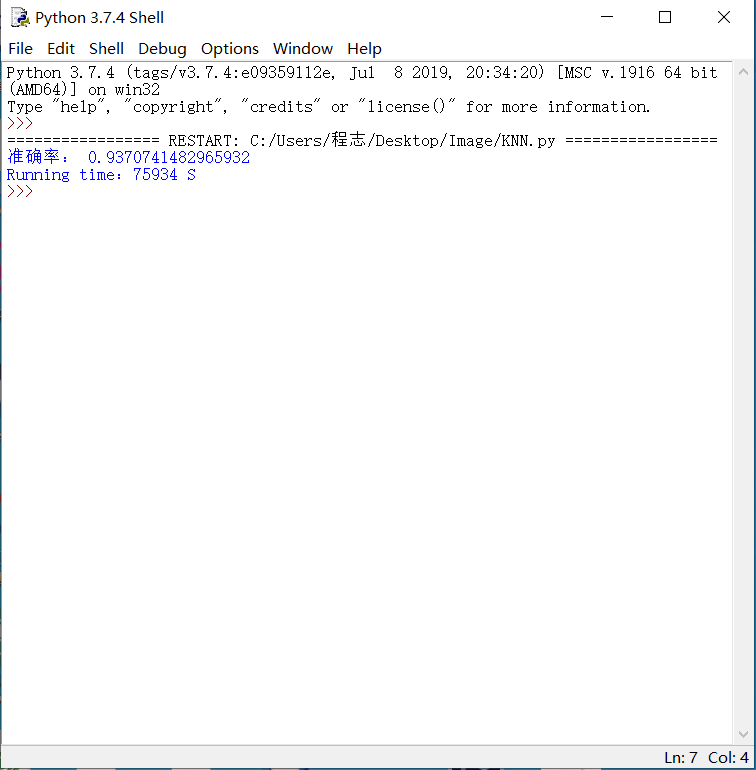 Python 3.7.4 Shell
File Edit Shell Debug Options Window Help
Python 3.7.4 (tags/v3.7.4:e09359112e, Jul  8 2019, 20:34:20) [MSC v.1916 64 bit
(AMD64)] on win32
Type "help", "copyright", "credits" or "license()" for more information.
>>>
================= RESTART: C:/Users/程志/Desktop/Image/KNN.py =================
准确率： 0.9370741482965932
Running time：75934 S
>>>
Ln: 7 Col: 4